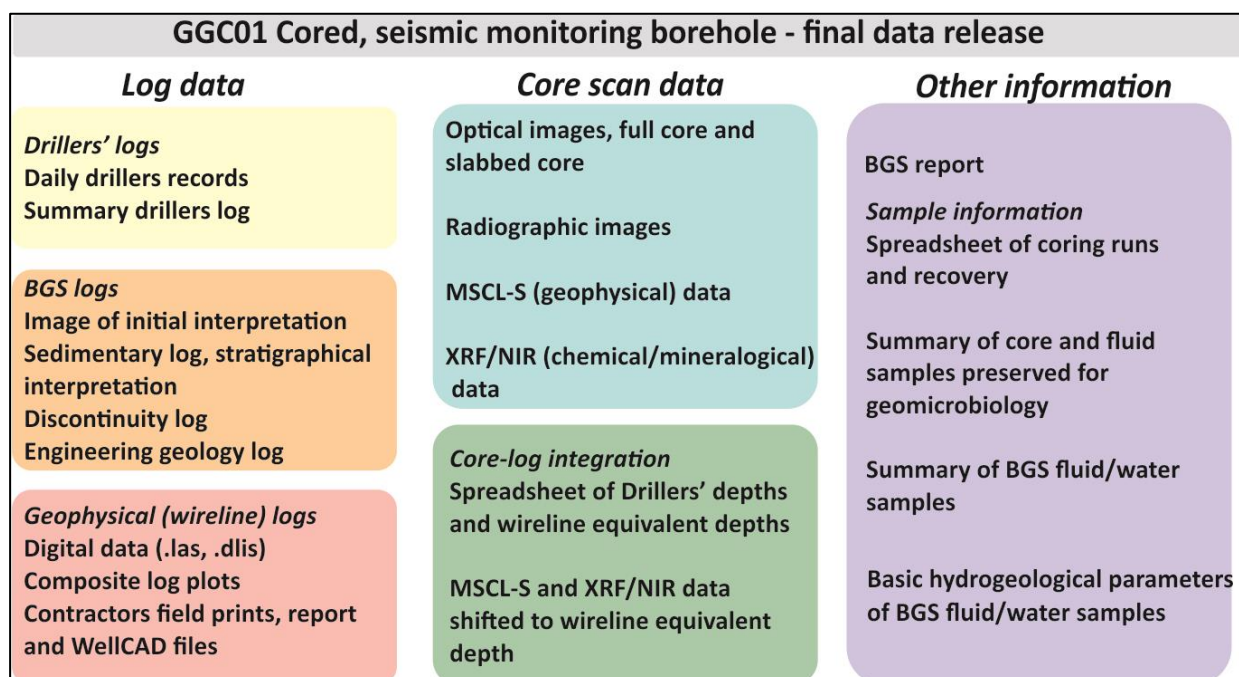 GGC01 Cored, seismic monitoring borehole - final data release
Log data
Drillers’ logs
Daily drillers records
Summary drillers log
BGS logs
Image of initial interpretation
Sedimentary log, stratigraphical
interpretation
Discontinuity log
Engineering geology log
Geophysical (wireline) logs
Digital data (.las, .dlis)
Composite log plots
Contractors field prints, report
and WellCAD files
Core scan data
Optical images, full core and
slabbed core
Radiographic images
MSCL-S (geophysical) data
XRF/NIR (chemical/mineralogical)
data
Core-log integration
Spreadsheet of Drillers’ depths
and wireline equivalent depths
MSCL-S and XRF/NIR data
shifted to wireline equivalent
depth
Other information
BGS report
Sample information
Spreadsheet of coring runs
and recovery
Summary of core and fluid
samples preserved for
geomicrobiology
Summary of BGS fluid/water
samples
Basic hydrogeological parameters
of BGS fluid/water samples